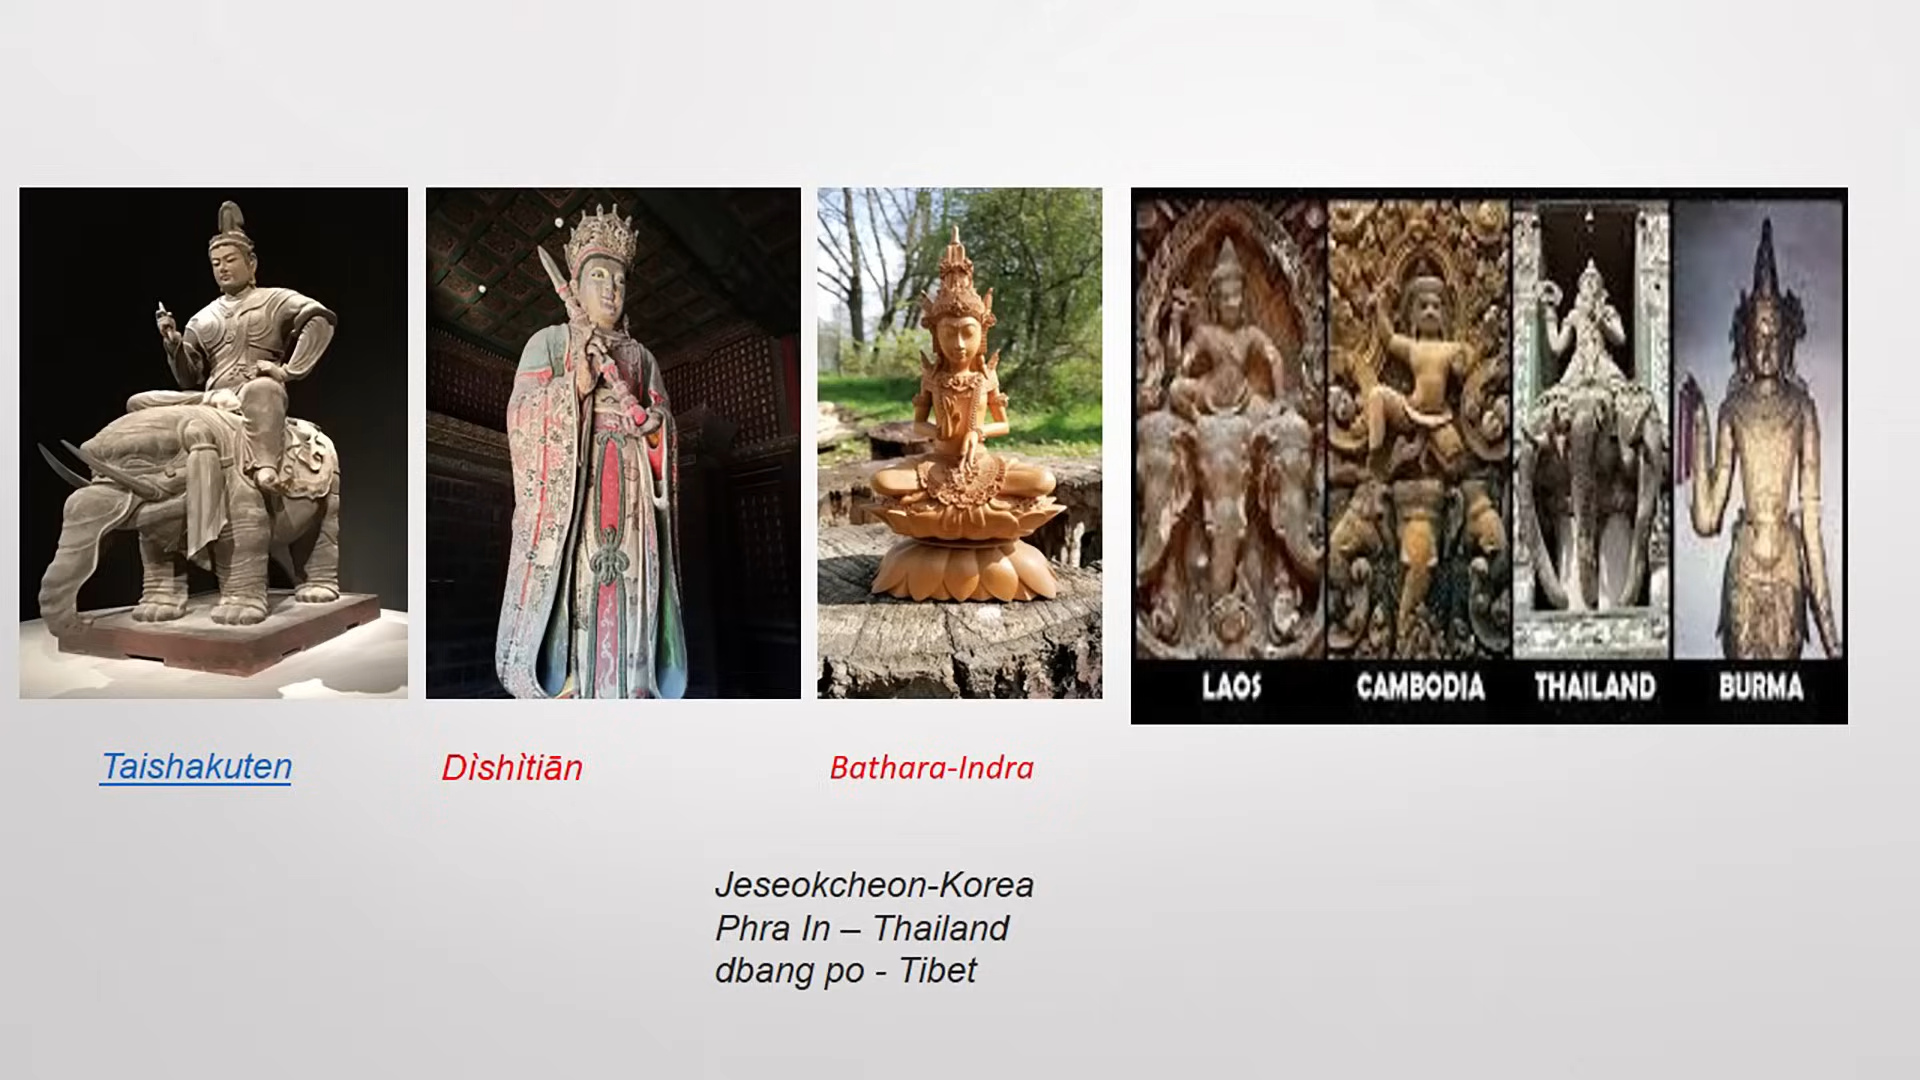 LAOS CAMBODIA THAILAND BURMA
Taishakuten
Dìshìtiān
Bathara-Indra
Jeseokcheon-Korea
Phra In – Thailand
dbang po - Tibet